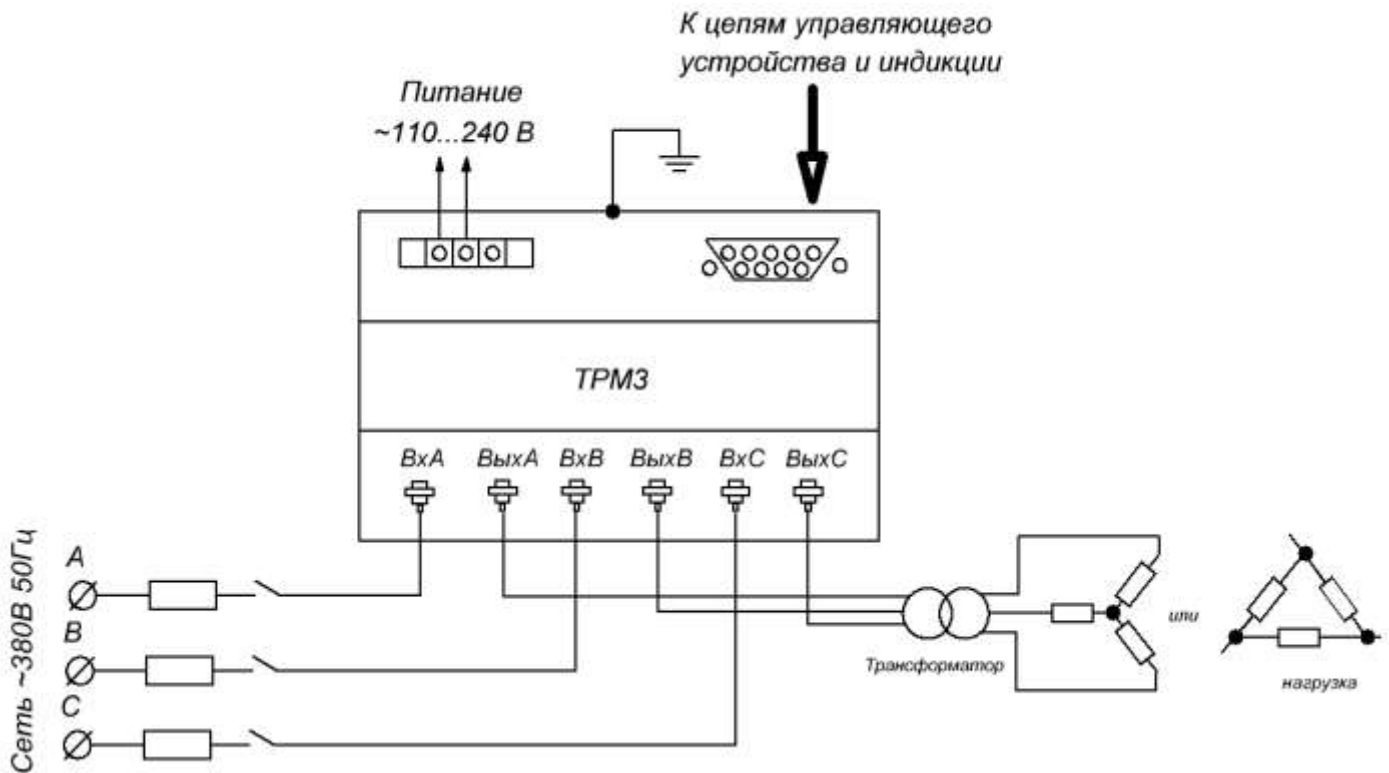 К цепям управляющего
устройства и индикции
Питание
~110...240 В
ТРМ3
ВхА ВыхА ВхВ ВыхВ ВхС ВыхС
Сеть ~380В 50Гц
А
В
С
Трансформатор
или
нагрузка